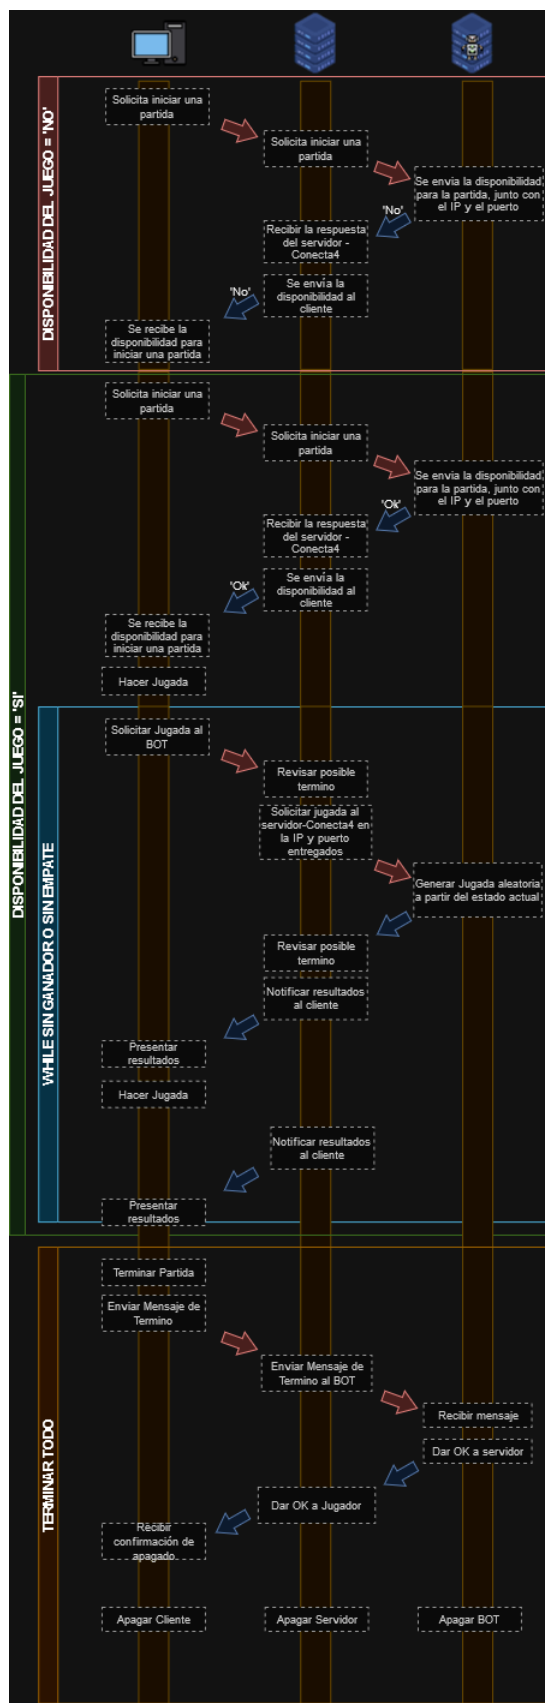 DISPONIBILIDAD DEL JUEGO = 'NO'
Solicita iniciar una
partida
Solicita iniciar una
partida
Se envia la disponibilidad
para la partida, junto con
el IP y el puerto
'No'
Recibir la respuesta
del servidor -
Conecta4
Se envia la
disponibilidad al
cliente
'No'
Se recibe la
disponibilidad para
iniciar una partida
DISPONIBILIDAD DEL JUEGO = 'SI'
Solicita iniciar una
partida
Solicita iniciar una
partida
Se envia la disponibilidad
para la partida, junto con
el IP y el puerto
'Ok'
Recibir la respuesta
del servidor -
Conecta4
Se envia la
disponibilidad al
cliente
'Ok'
Se recibe la
disponibilidad para
iniciar una partida
Hacer Jugada
WHILE SIN GANADOR O SIN EMPATE
Solicitar Jugada al
BOT
Revisar posible
termino
Solicitar jugada al
servidor-Conecta4 en
la IP y puerto
entregados
Generar Jugada aleatoria
a partir del estado actual
Revisar posible
termino
Notificar resultados
al cliente
Presentar
resultados
Hacer Jugada
Notificar resultados
al cliente
Presentar
resultados
TERMINAR TODO
Terminar Partida
Enviar Mensaje de
Termino
Enviar Mensaje de
Termino al BOT
Recibir mensaje
Dar OK a servidor
Dar OK a Jugador
Recibir
confirmación de
apagado
Apagar Cliente
Apagar Servidor
Apagar BOT